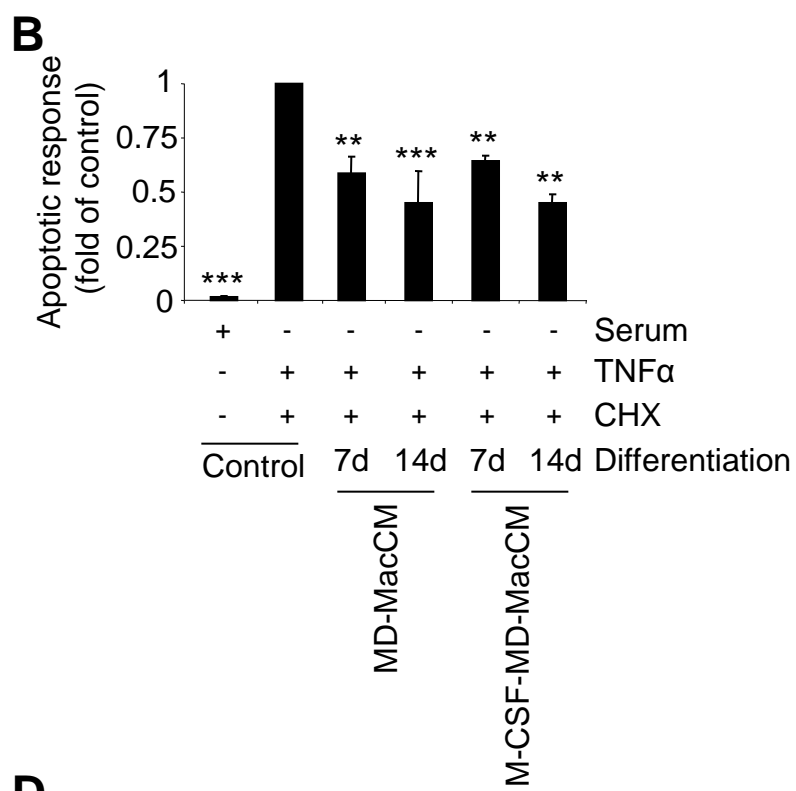 B
Apoptotic response
(fold of control)
1
0.75
0.5
0.25
0
***
**
***
**
**
+ - - - - - Serum
- + + + + + TNFα
- + + + + + CHX
Control 7d 14d 7d 14d Differentiation
MD-MacCM
M-CSF-MD-MacCM
D